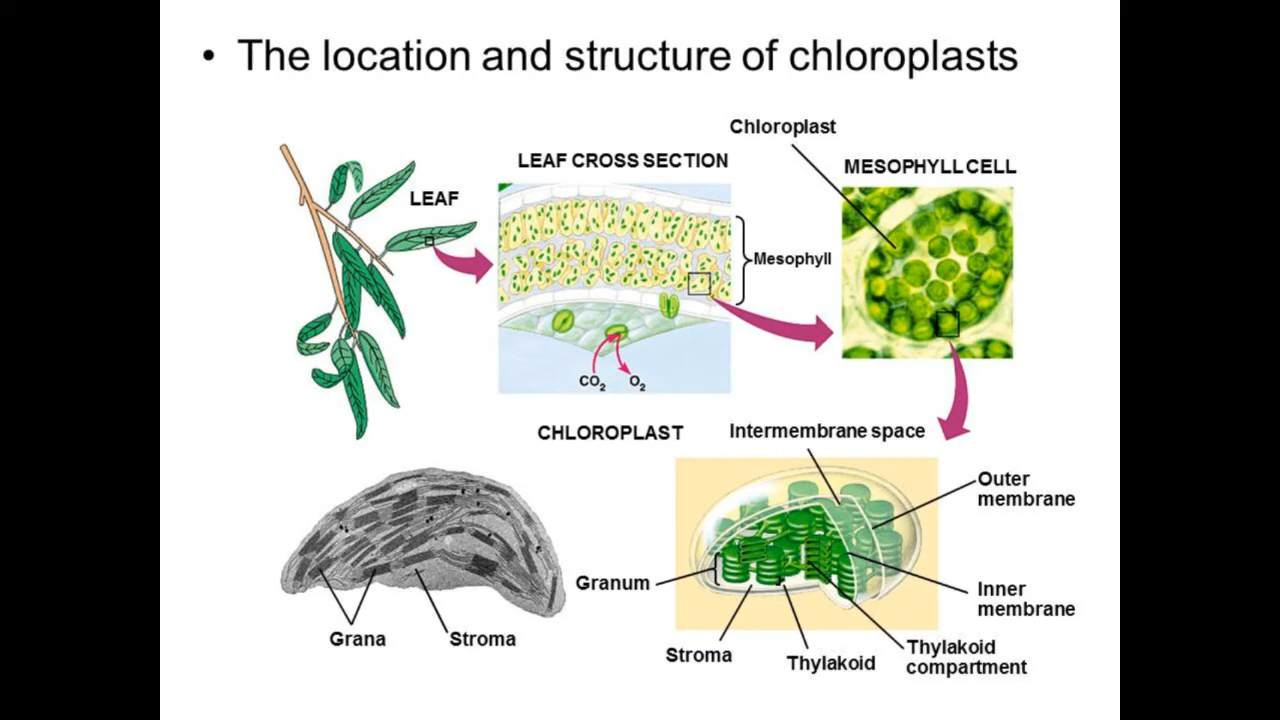 • The location and structure of chloroplasts
Chloroplast
LEAF CROSS SECTION
MESOPHYLL CELL
LEAF
Mesophyll
CO2
O2
CHLOROPLAST
Intermembrane space
Outer
membrane
Granum
Inner
membrane
Grana
Stroma
Stroma
Thylakoid
Thylakoid
compartment